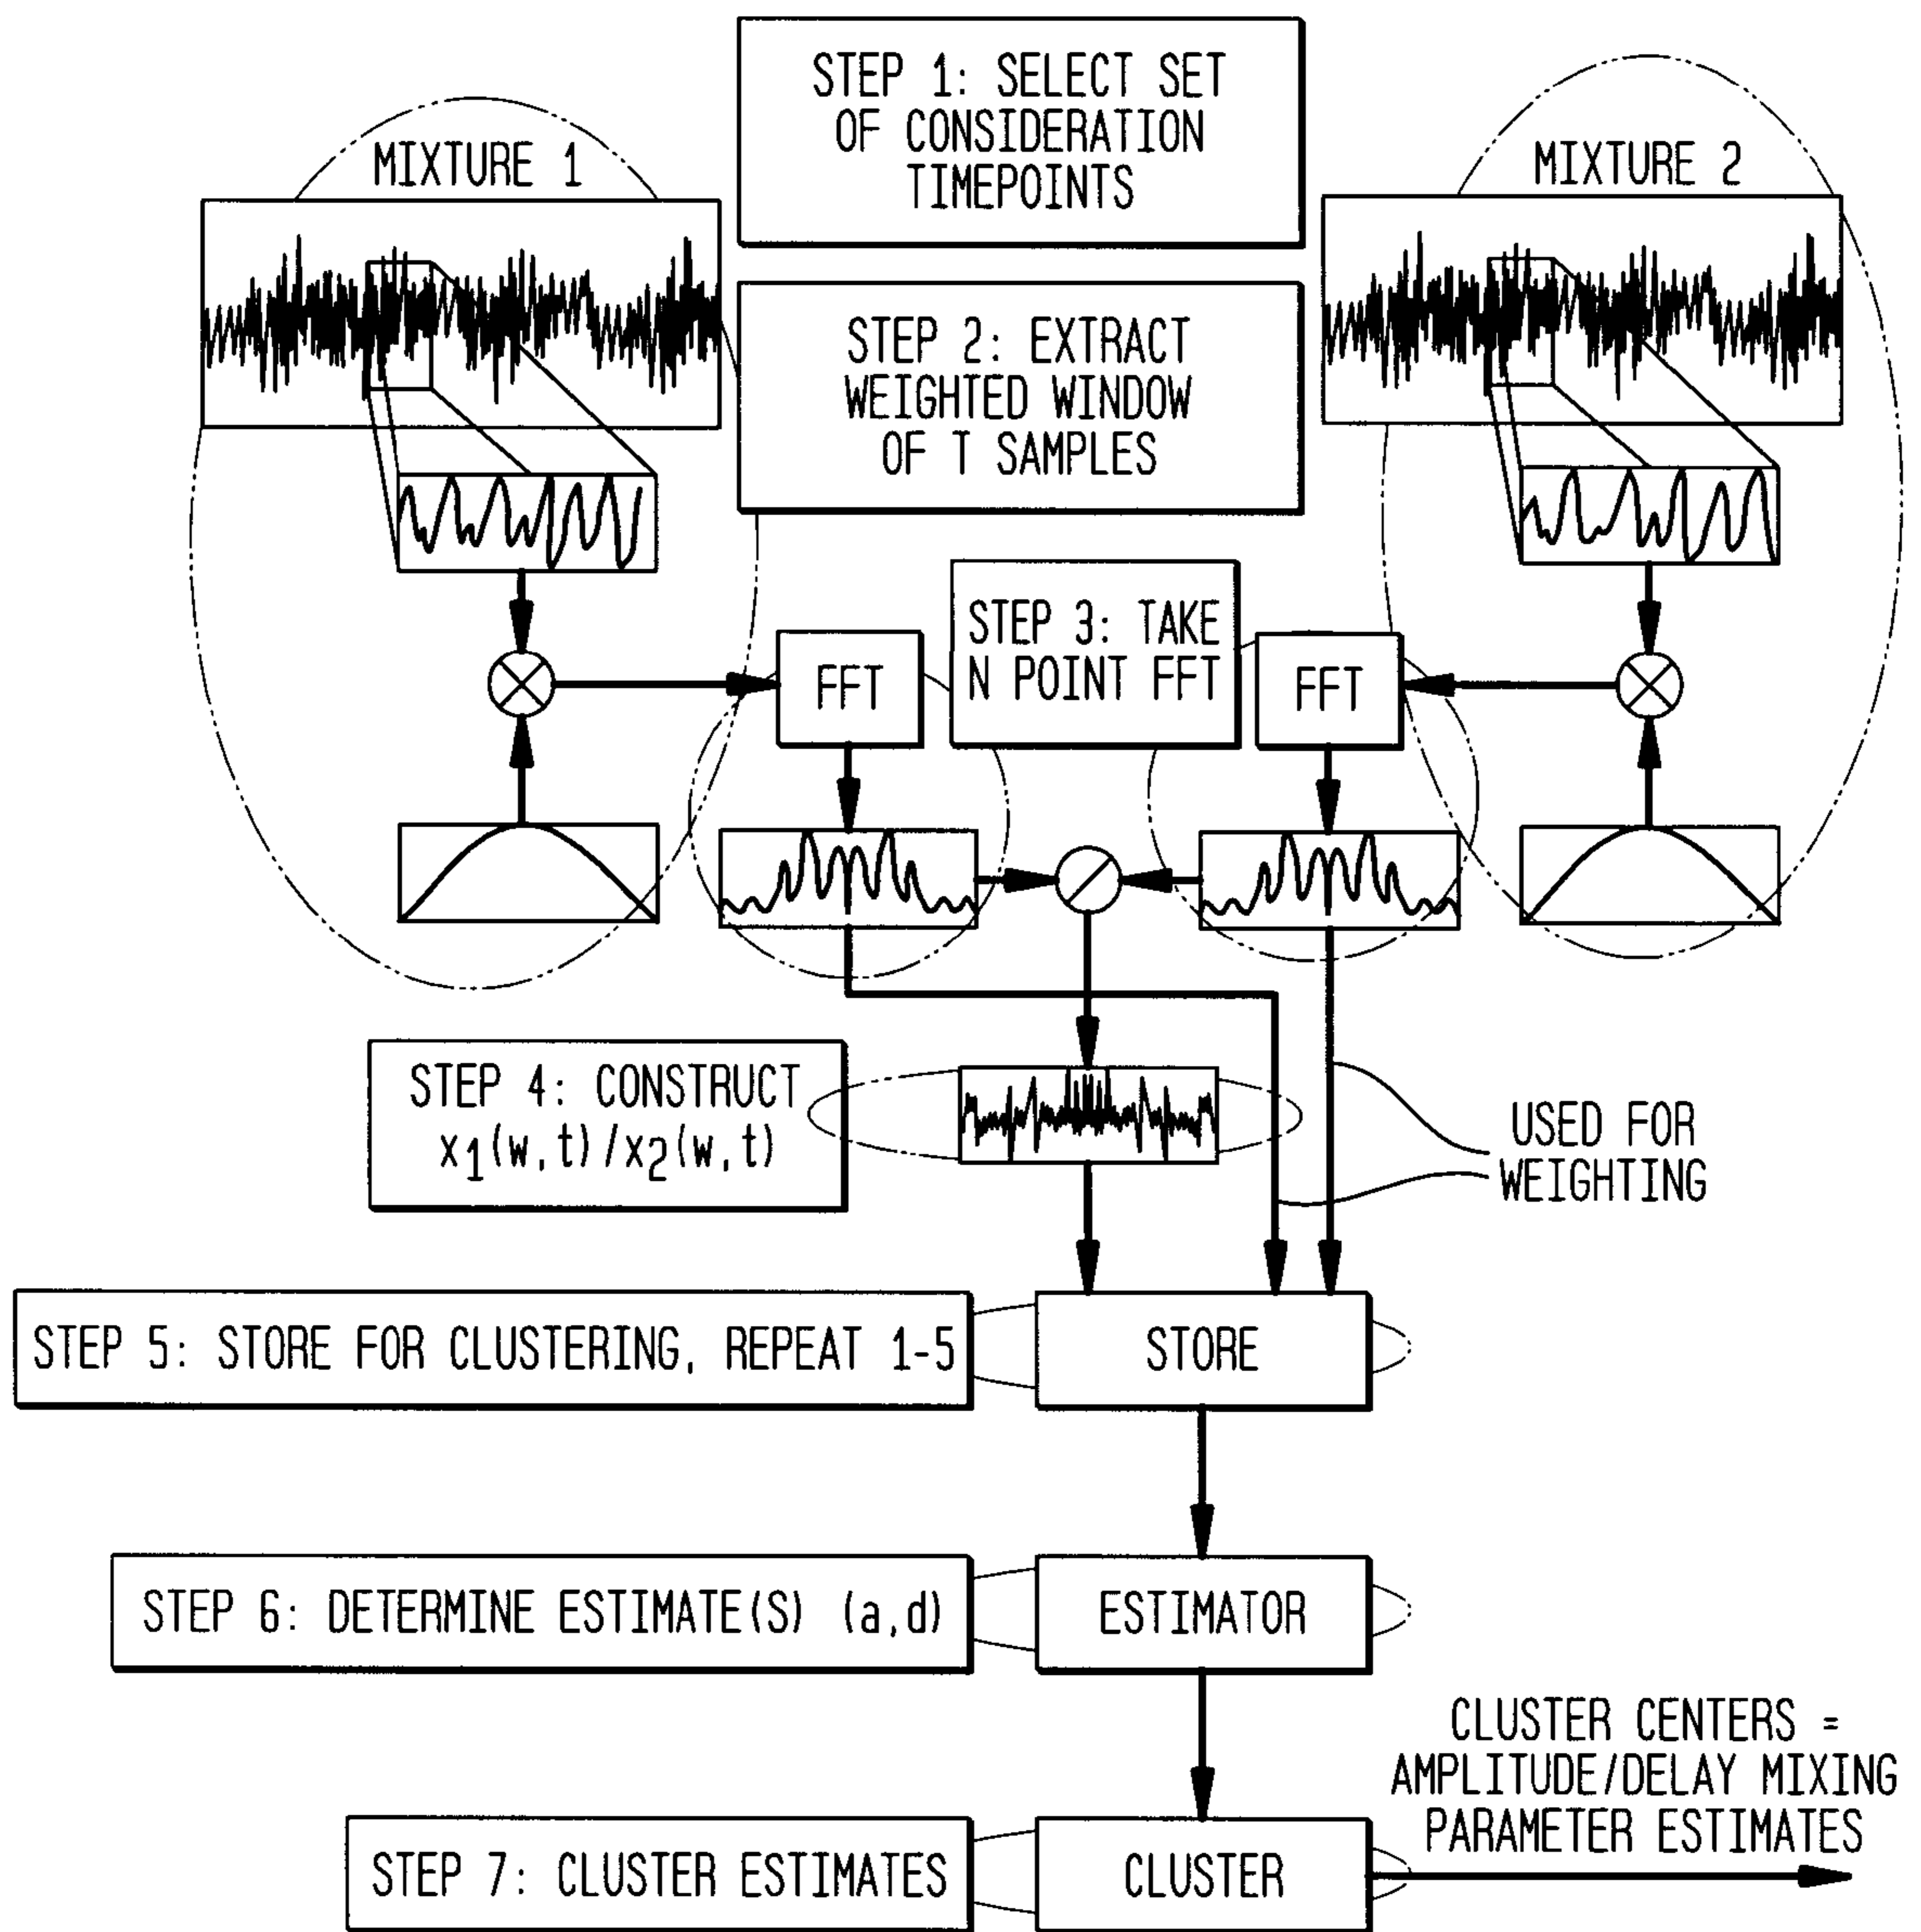 STEP 1: SELECT SET
OF CONSIDERATION
TIMEPOINTS
MIXTURE 1
MIXTURE 2
STEP 2: EXTRACT
WEIGHTED WINDOW
OF T SAMPLES
STEP 3: TAKE
N POINT FFT
FFT
FFT
STEP 4: CONSTRUCT
x1(w,t)/x2(w,t)
USED FOR
WEIGHTING
STEP 5: STORE FOR CLUSTERING, REPEAT 1-5
STORE
STEP 6: DETERMINE ESTIMATE(S) (a,d)
ESTIMATOR
CLUSTER CENTERS =
AMPLITUDE/DELAY MIXING
PARAMETER ESTIMATES
STEP 7: CLUSTER ESTIMATES
CLUSTER